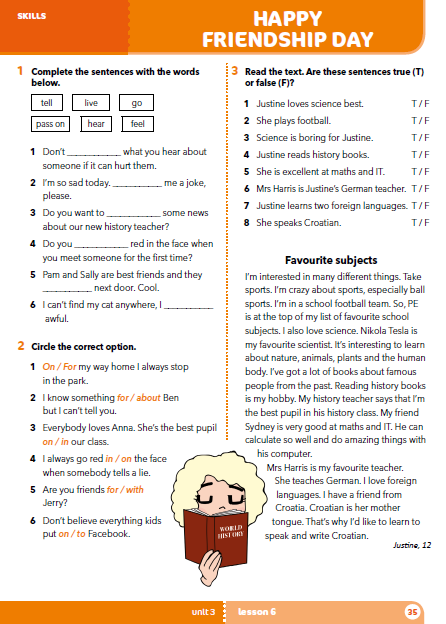 SKILLS
HAPPY
FRIENDSHIP DAY
1 Complete the sentences with the words
below.
tell live go
pass on hear feel
1 Don't ____________ what you hear about
someone if it can hurt them.
2 I'm so sad today. ___________ me a joke,
please.
3 Do you want to ____________ some news
about our new history teacher?
4 Do you ____________ red in the face when
you meet someone for the first time?
5 Pam and Sally are best friends and they
___________ next door. Cool.
6 I can't find my cat anywhere, I ___________
awful.
2 Circle the correct option.
1 On / For my way home I always stop
in the park.
2 I know something for / about Ben
but I can't tell you.
3 Everybody loves Anna. She's the best pupil
on / in our class.
4 I always go red in / on the face
when somebody tells a lie.
5 Are you friends for / with
Jerry?
6 Don't believe everything kids
put on / to Facebook.
3 Read the text. Are these sentences true (T)
or false (F)?
1 Justine loves science best. T / F
2 She plays football. T / F
3 Science is boring for Justine. T / F
4 Justine reads history books. T / F
5 She is excellent at maths and IT. T / F
6 Mrs Harris is Justine's German teacher. T / F
7 Justine learns two foreign languages. T / F
8 She speaks Croatian. T / F
Favourite subjects
I'm interested in many different things. Take
sports. I'm crazy about sports, especially ball
sports. I'm in a school football team. So, PE
is at the top of my list of favourite school
subjects. I also love science. Nikola Tesla is
my favourite scientist. It's interesting to learn
about nature, animals, plants and the human
body. I've got a lot of books about famous
people from the past. Reading history books
is my hobby. My history teacher says that I'm
the best pupil in his history class. My friend
Sydney is very good at maths and IT. He can
calculate so well and do amazing things with
his computer.
Mrs Harris is my favourite teacher.
She teaches German. I love foreign
languages. I have a friend from
Croatia. Croatian is her mother
tongue. That's why I'd like to learn to
speak and write Croatian.
Justine, 12
WORLD
HISTORY
unit 3 lesson 6 35